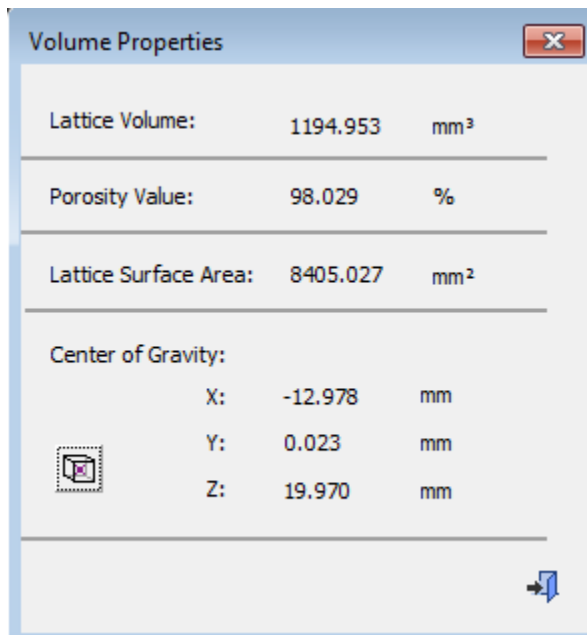 Volume Properties
Lattice Volume: 1194.953 mm³
Porosity Value: 98.029 %
Lattice Surface Area: 8405.027 mm²
Center of Gravity:
X: -12.978 mm
Y: 0.023 mm
Z: 19.970 mm